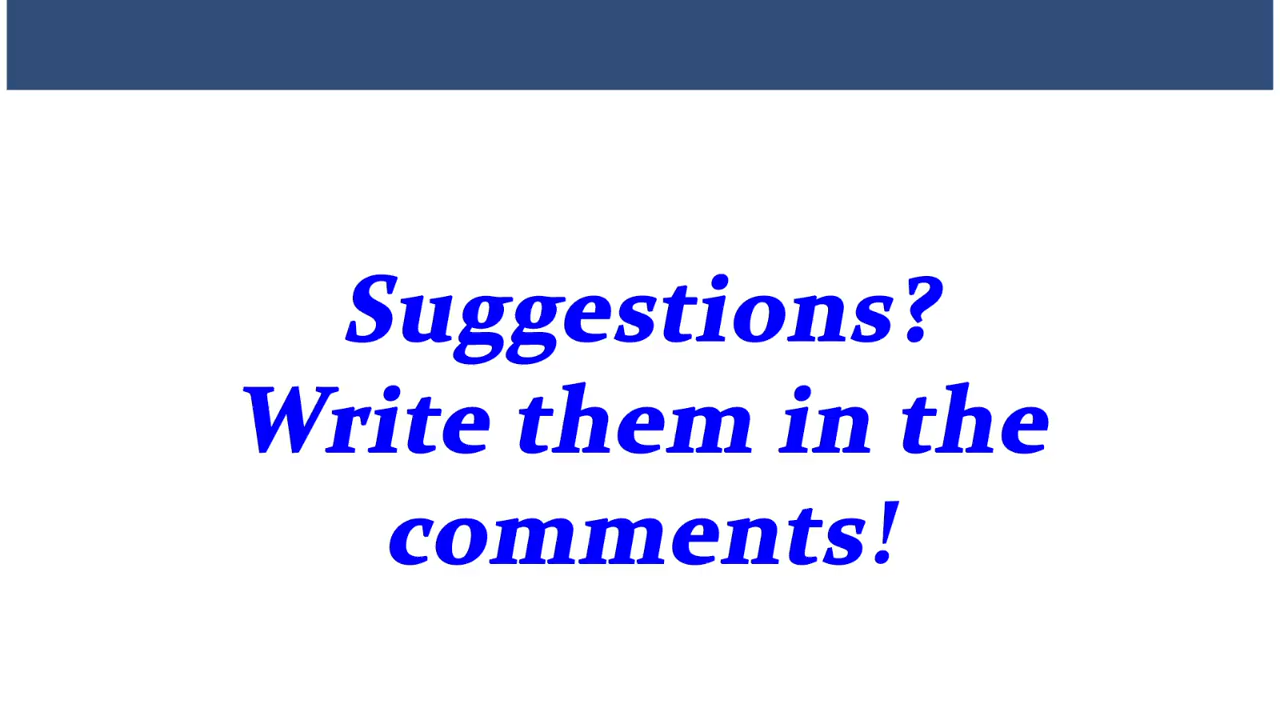 Suggestions?
Write them in the
comments!